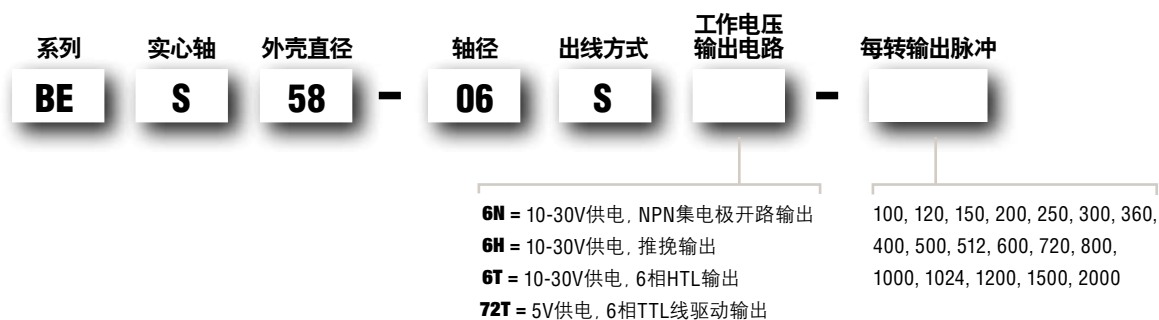 系列
实心轴
外壳直径
轴径
出线方式
工作电压
输出电路
每转输出脉冲
BE
S
58
–
06
S
–
6N = 10-30V供电, NPN集电极开路输出
6H = 10-30V供电, 推挽输出
6T = 10-30V供电, 6相HTL输出
72T = 5V供电, 6相TTL线驱动输出
100, 120, 150, 200, 250, 300, 360,
400, 500, 512, 600, 720, 800,
1000, 1024, 1200, 1500, 2000